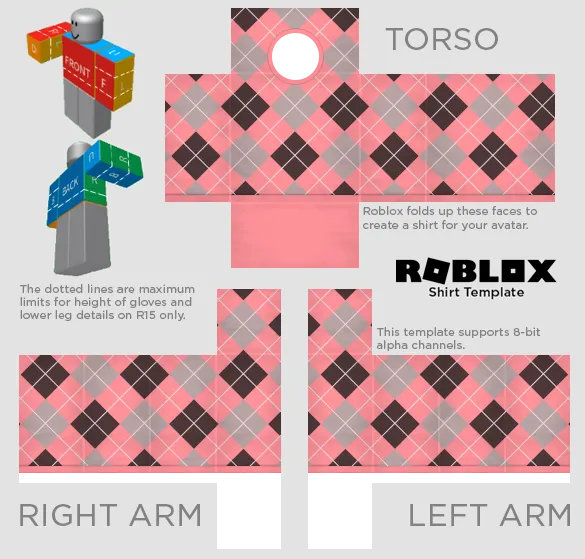 TORSO
FRONT
F
L
U
R
D
Roblox folds up these faces to
create a shirt for your avatar.
U
R
B
BACK
R
B
ROBLOX
Shirt Template
The dotted lines are maximum
limits for height of gloves and
lower leg details on R15 only.
This template supports 8-bit
alpha channels.
RIGHT ARM
LEFT ARM